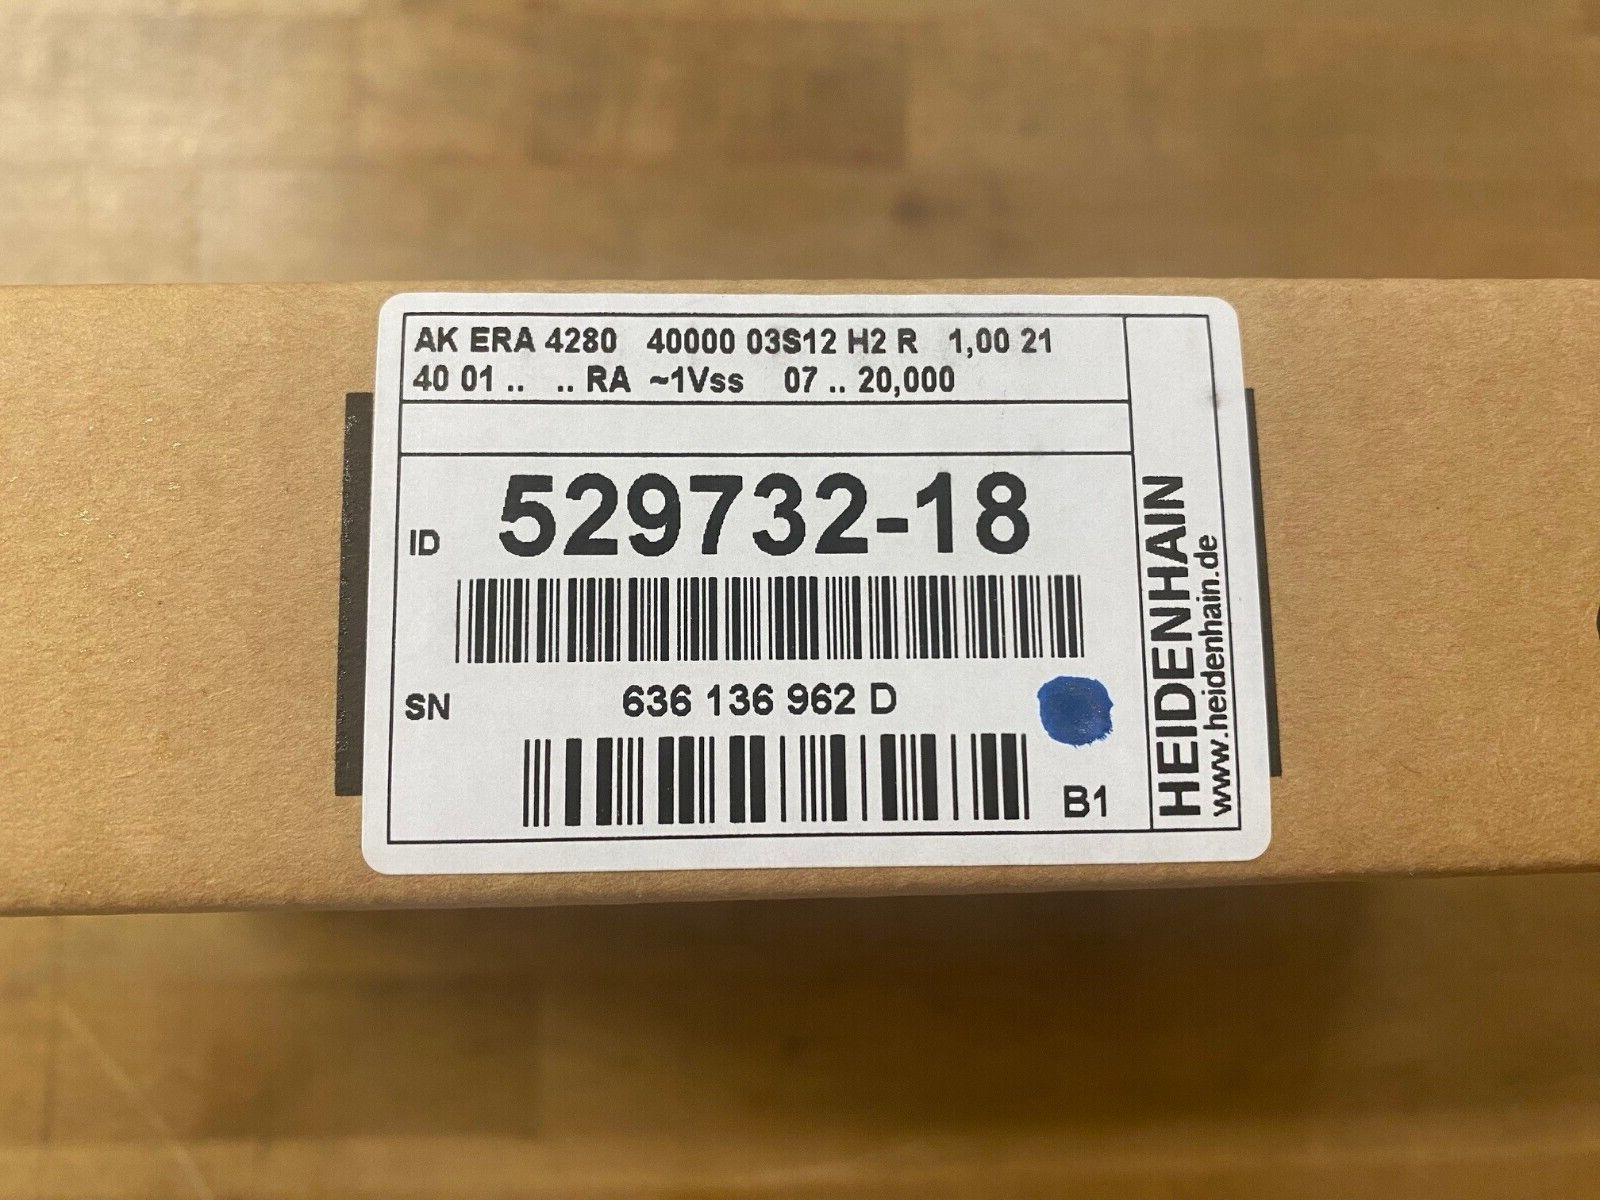 AK ERA 4280 40000 03S12 H2 R 1,00 21
40 01 .. .. RA ~1Vss 07 .. 20,000
ID 529732-18
SN 636 136 962 D
B1
HEIDENHAIN
www.heidenhain.de